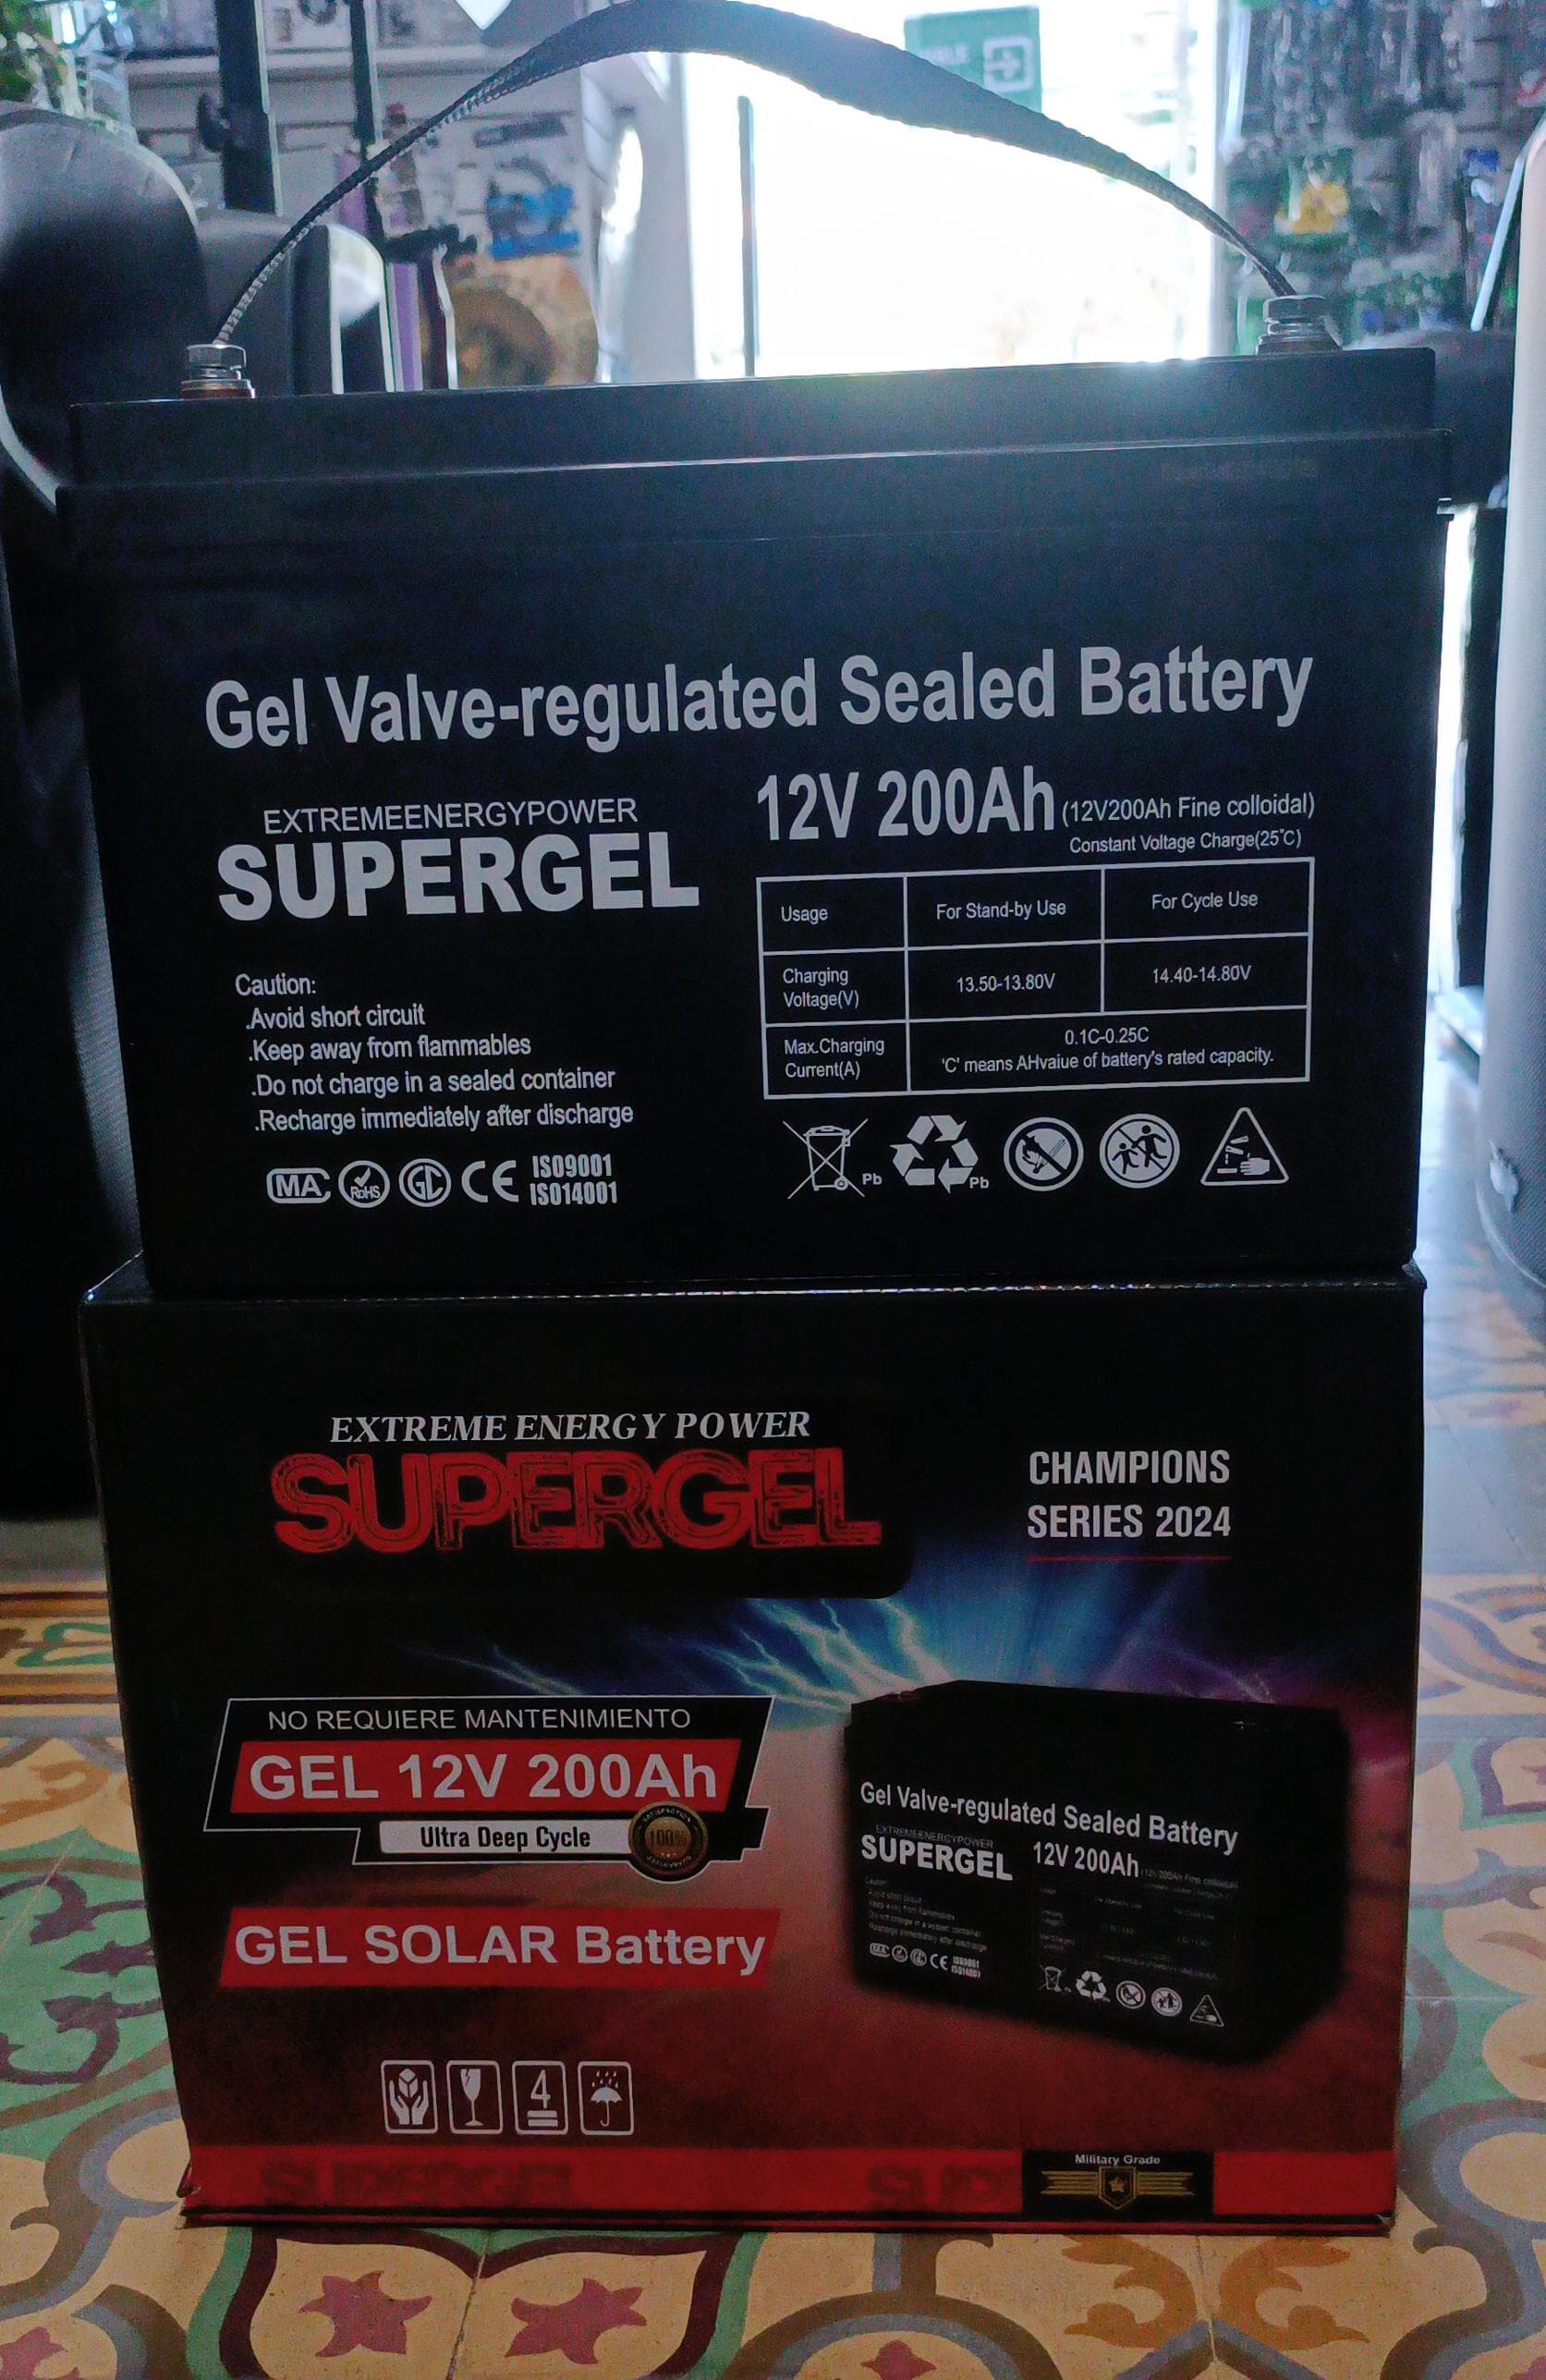 Gel Valve-regulated Sealed Battery
EXTREMEENERGYPOWER
SUPERGEL
12V 200Ah (12V200Ah Fine colloidal)
Constant Voltage Charge(25°C)
Usage For Stand-by Use For Cycle Use
Charging Voltage(V) 13.50-13.80V 14.40-14.80V
Max.Charging Current(A) 0.1C-0.25C
'C' means AHvaiue of battery's rated capacity.
Caution:
.Avoid short circuit
.Keep away from flammables
.Do not charge in a sealed container
.Recharge immediately after discharge
MA RoHS GC CE ISO9001
ISO14001
Pb Pb
EXTREME ENERGY POWER
SUPERGEL
CHAMPIONS
SERIES 2024
NO REQUIERE MANTENIMIENTO
GEL 12V 200Ah
Ultra Deep Cycle
100%
GEL SOLAR Battery
Gel Valve-regulated Sealed Battery
EXTREMEENERGYPOWER
SUPERGEL
12V 200Ah
4
SUPERGEL
Military Grade